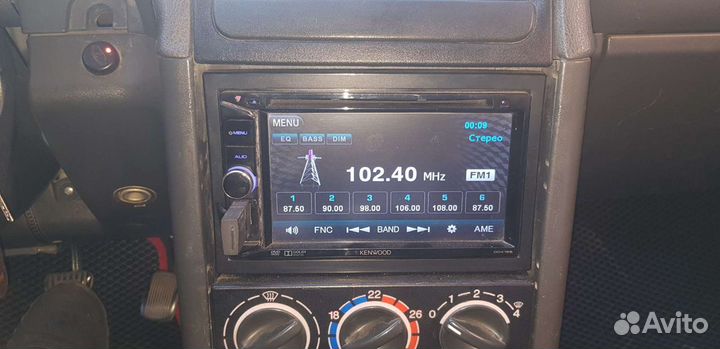 MENU
00:09
EQ BASS DIM
Стерео
MENU
AUD
102.40 MHz FM1
1 2 3 4 5 6
87.50 90.00 98.00 106.00 108.00 87.50
FNC BAND AME
KENWOOD
22
18 26
0 1 2 3 4
Avito